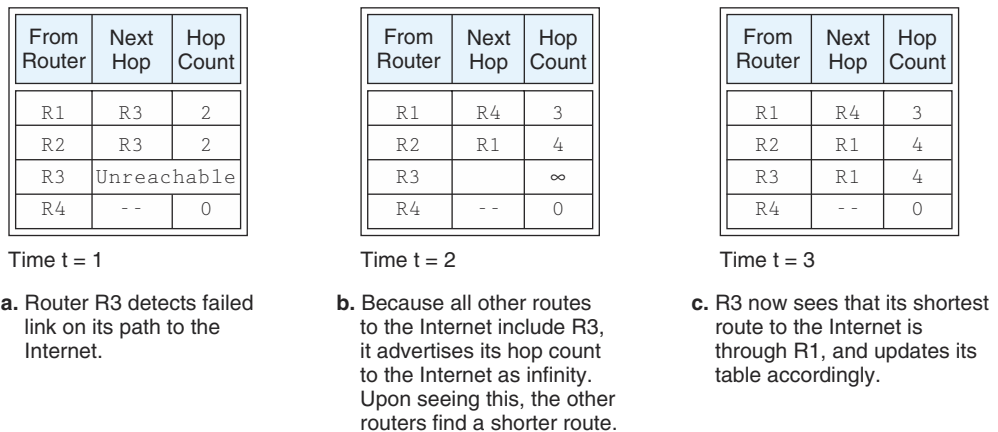 From Router Next Hop Hop Count
R1 R3 2
R2 R3 2
R3 Unreachable
R4 -- 0
Time t = 1
a. Router R3 detects failed
link on its path to the
Internet.
From Router Next Hop Hop Count
R1 R4 3
R2 R1 4
R3 ∞
R4 -- 0
Time t = 2
b. Because all other routes
to the Internet include R3,
it advertises its hop count
to the Internet as infinity.
Upon seeing this, the other
routers find a shorter route.
From Router Next Hop Hop Count
R1 R4 3
R2 R1 4
R3 R1 4
R4 -- 0
Time t = 3
c. R3 now sees that its shortest
route to the Internet is
through R1, and updates its
table accordingly.